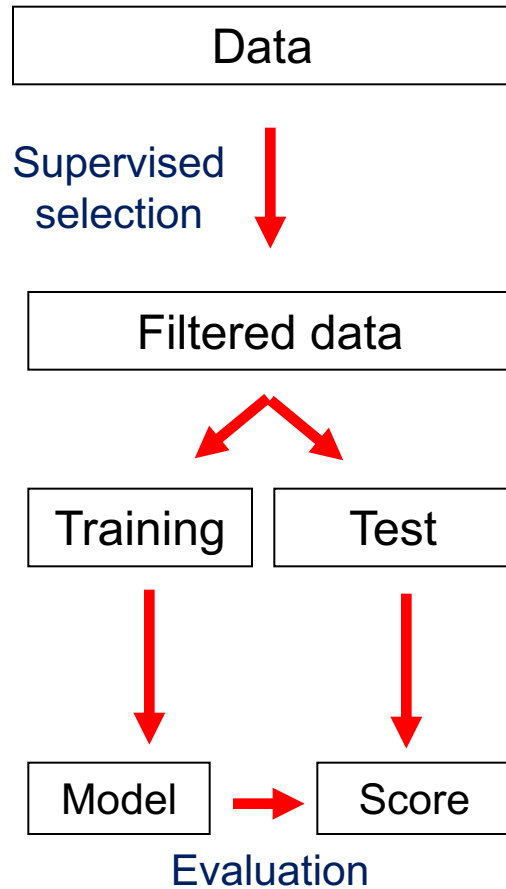 Data
Supervised
selection
Filtered data
Training
Test
Model
Score
Evaluation